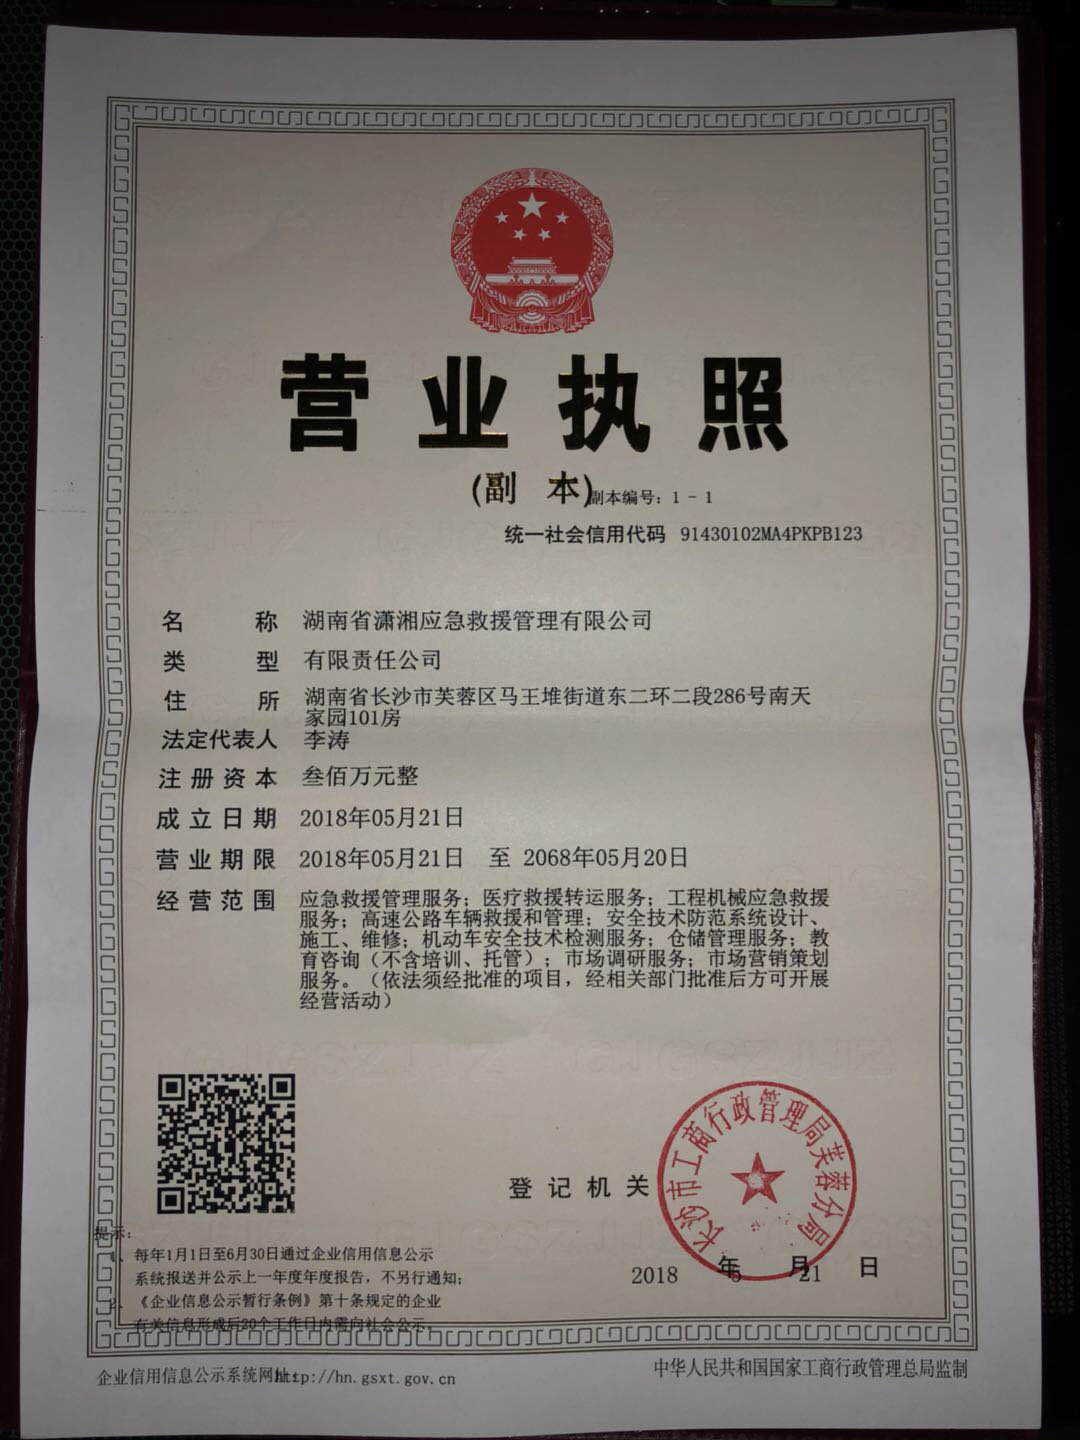 营业执照
(副 本)副本编号：1 - 1
统一社会信用代码 91430102MA4PKPB123
名 称 湖南省潇湘应急救援管理有限公司
类 型 有限责任公司
住 所 湖南省长沙市芙蓉区马王堆街道东二环二段286号南天
家园101房
法定代表人 李涛
注册资本 叁佰万元整
成立日期 2018年05月21日
营业期限 2018年05月21日 至 2068年05月20日
经营范围 应急救援管理服务；医疗救援转运服务；工程机械应急救援
服务；高速公路车辆救援和管理；安全技术防范系统设计、
施工、维修；机动车安全技术检测服务；仓储管理服务；教
育咨询（不含培训、托管）；市场调研服务；市场营销策划
服务。（依法须经批准的项目，经相关部门批准后方可开展
经营活动）
登记机关
长沙市工商行政管理局芙蓉分局
2018 年 5 月 21 日
提示：
1、每年1月1日至6月30日通过企业信用信息公示
系统报送并公示上一年度年度报告，不另行通知；
2、《企业信息公示暂行条例》第十条规定的企业
有关信息形成后20个工作日内需向社会公示。
企业信用信息公示系统网址：http://hn.gsxt.gov.cn
中华人民共和国国家工商行政管理总局监制